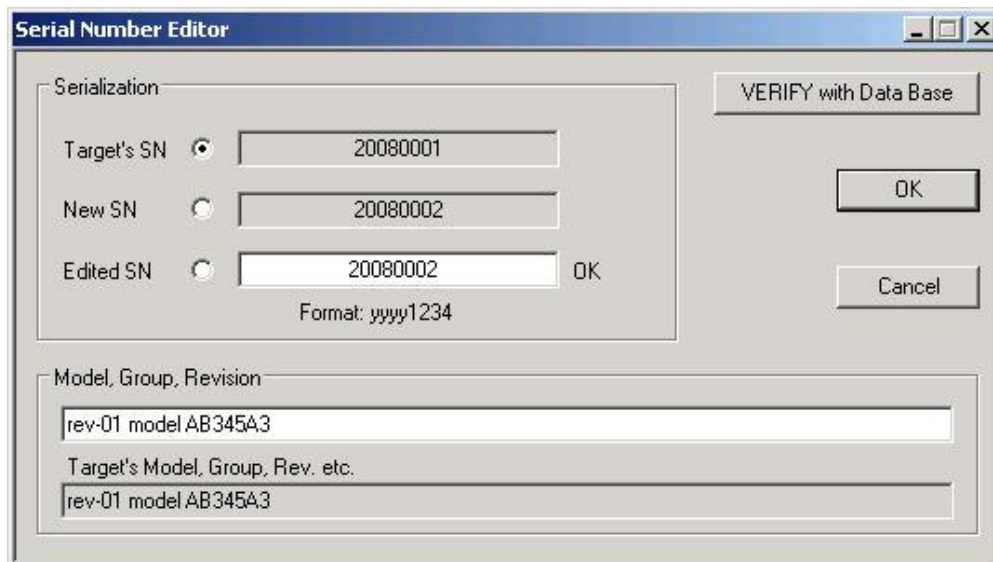 Serial Number Editor
Serialization
VERIFY with Data Base
Target's SN 20080001
OK
New SN 20080002
Edited SN 20080002 OK
Cancel
Format: yyyy1234
Model, Group, Revision
rev-01 model AB345A3
Target's Model, Group, Rev. etc.
rev-01 model AB345A3